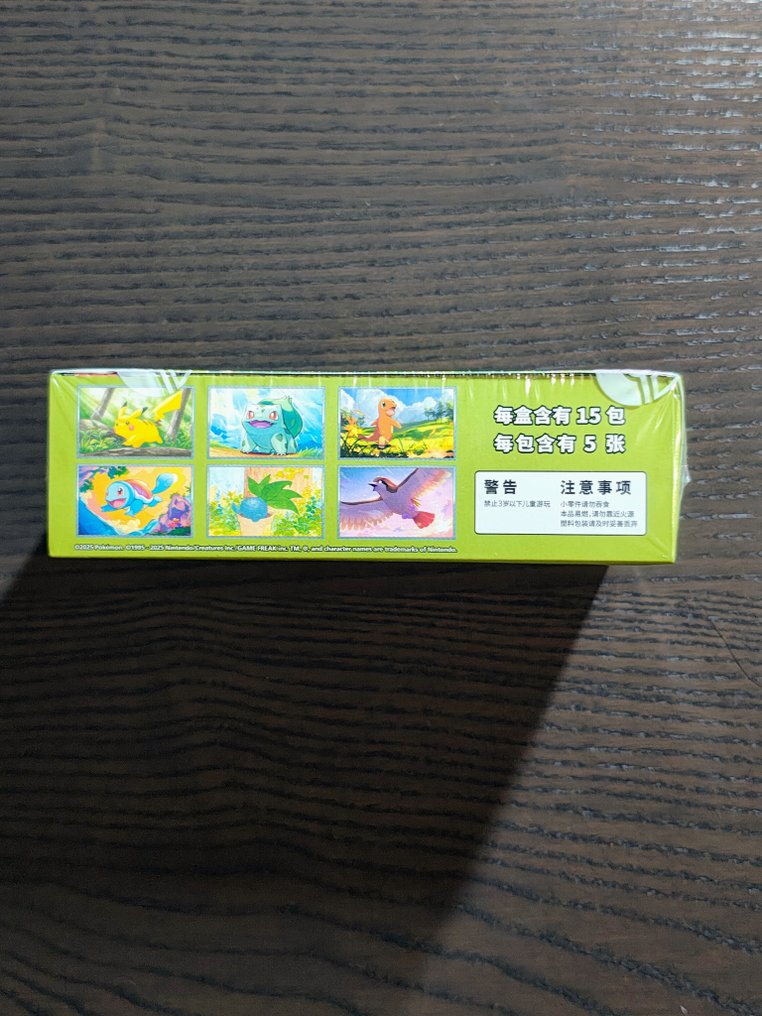 每盒含有 15 包
每包含有 5 张
警告
禁止3岁以下儿童游玩
注意事项
小零件请勿吞食
本品易燃,请勿靠近火源
塑料包装请及时妥善丢弃
©2025 Pokémon. ©1995-2025 Nintendo/Creatures Inc./GAME FREAK inc. TM, ®, and character names are trademarks of Nintendo.